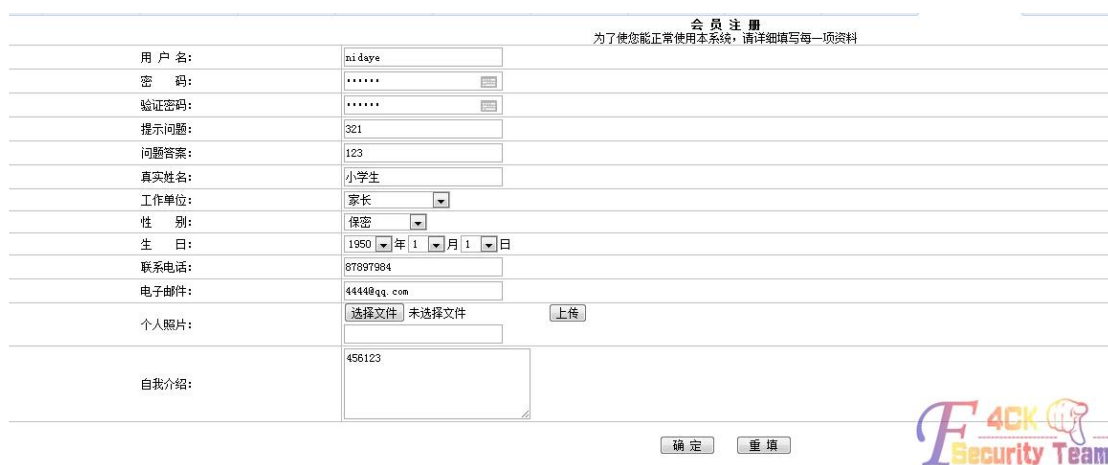 会 员 注 册
为了使您能正常使用本系统，请详细填写每一项资料
用 户 名： nidaye
密 码： ••••••
验证密码： ••••••
提示问题： 321
问题答案： 123
真实姓名： 小学生
工作单位： 家长
性 别： 保密
生 日： 1950 年 1 月 1 日
联系电话： 87897984
电子邮件： 4444@qq.com
个人照片： 选择文件 未选择文件 上传
自我介绍： 456123
确 定 重 填
F4CK
Security Team